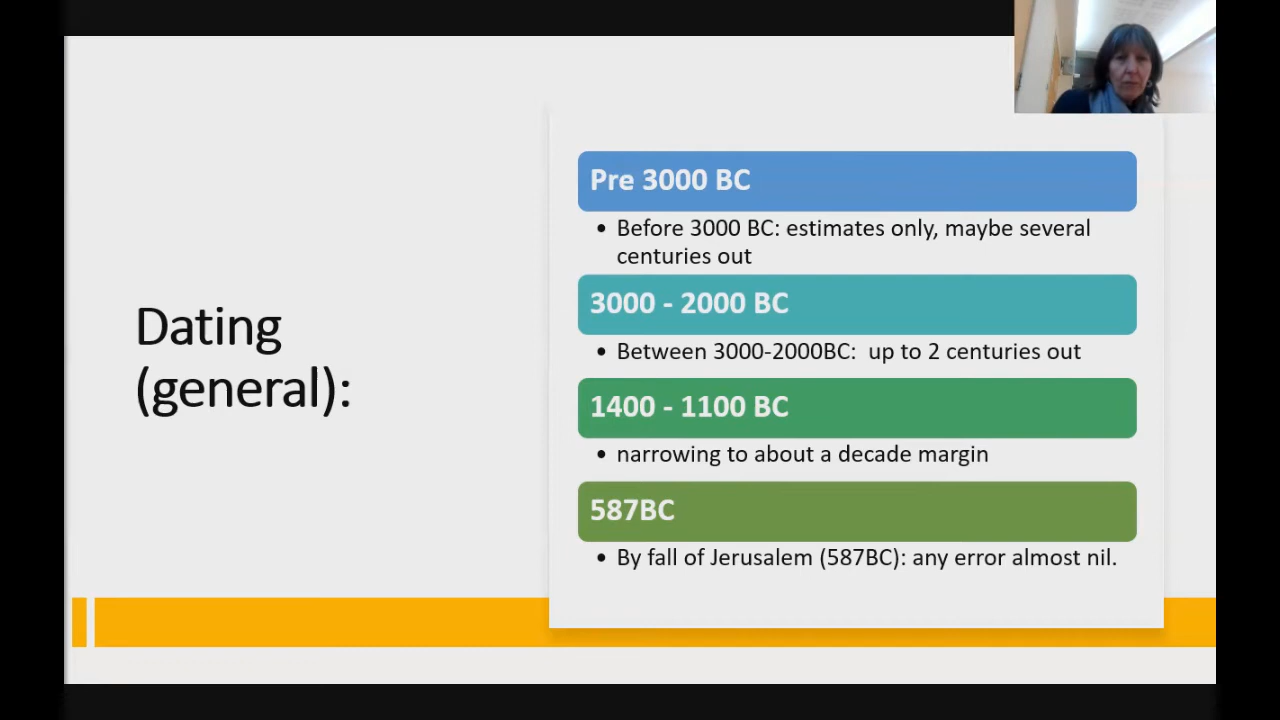 Dating
(general):
Pre 3000 BC
• Before 3000 BC: estimates only, maybe several
centuries out
3000 - 2000 BC
• Between 3000-2000BC:  up to 2 centuries out
1400 - 1100 BC
• narrowing to about a decade margin
587BC
• By fall of Jerusalem (587BC): any error almost nil.